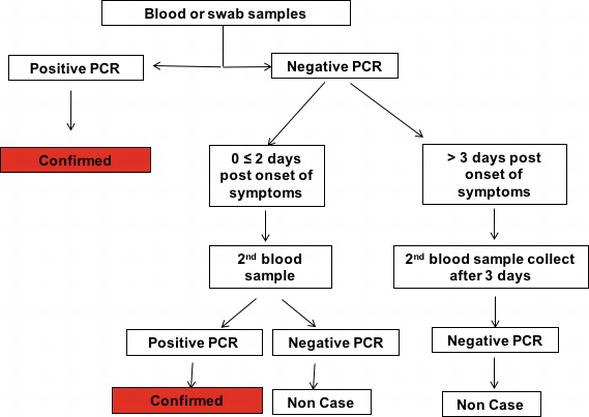 Blood or swab samples
Positive PCR
Negative PCR
Confirmed
0 ≤ 2 days
post onset of
symptoms
> 3 days post
onset of
symptoms
2nd blood
sample
2nd blood sample collect
after 3 days
Positive PCR
Negative PCR
Negative PCR
Confirmed
Non Case
Non Case